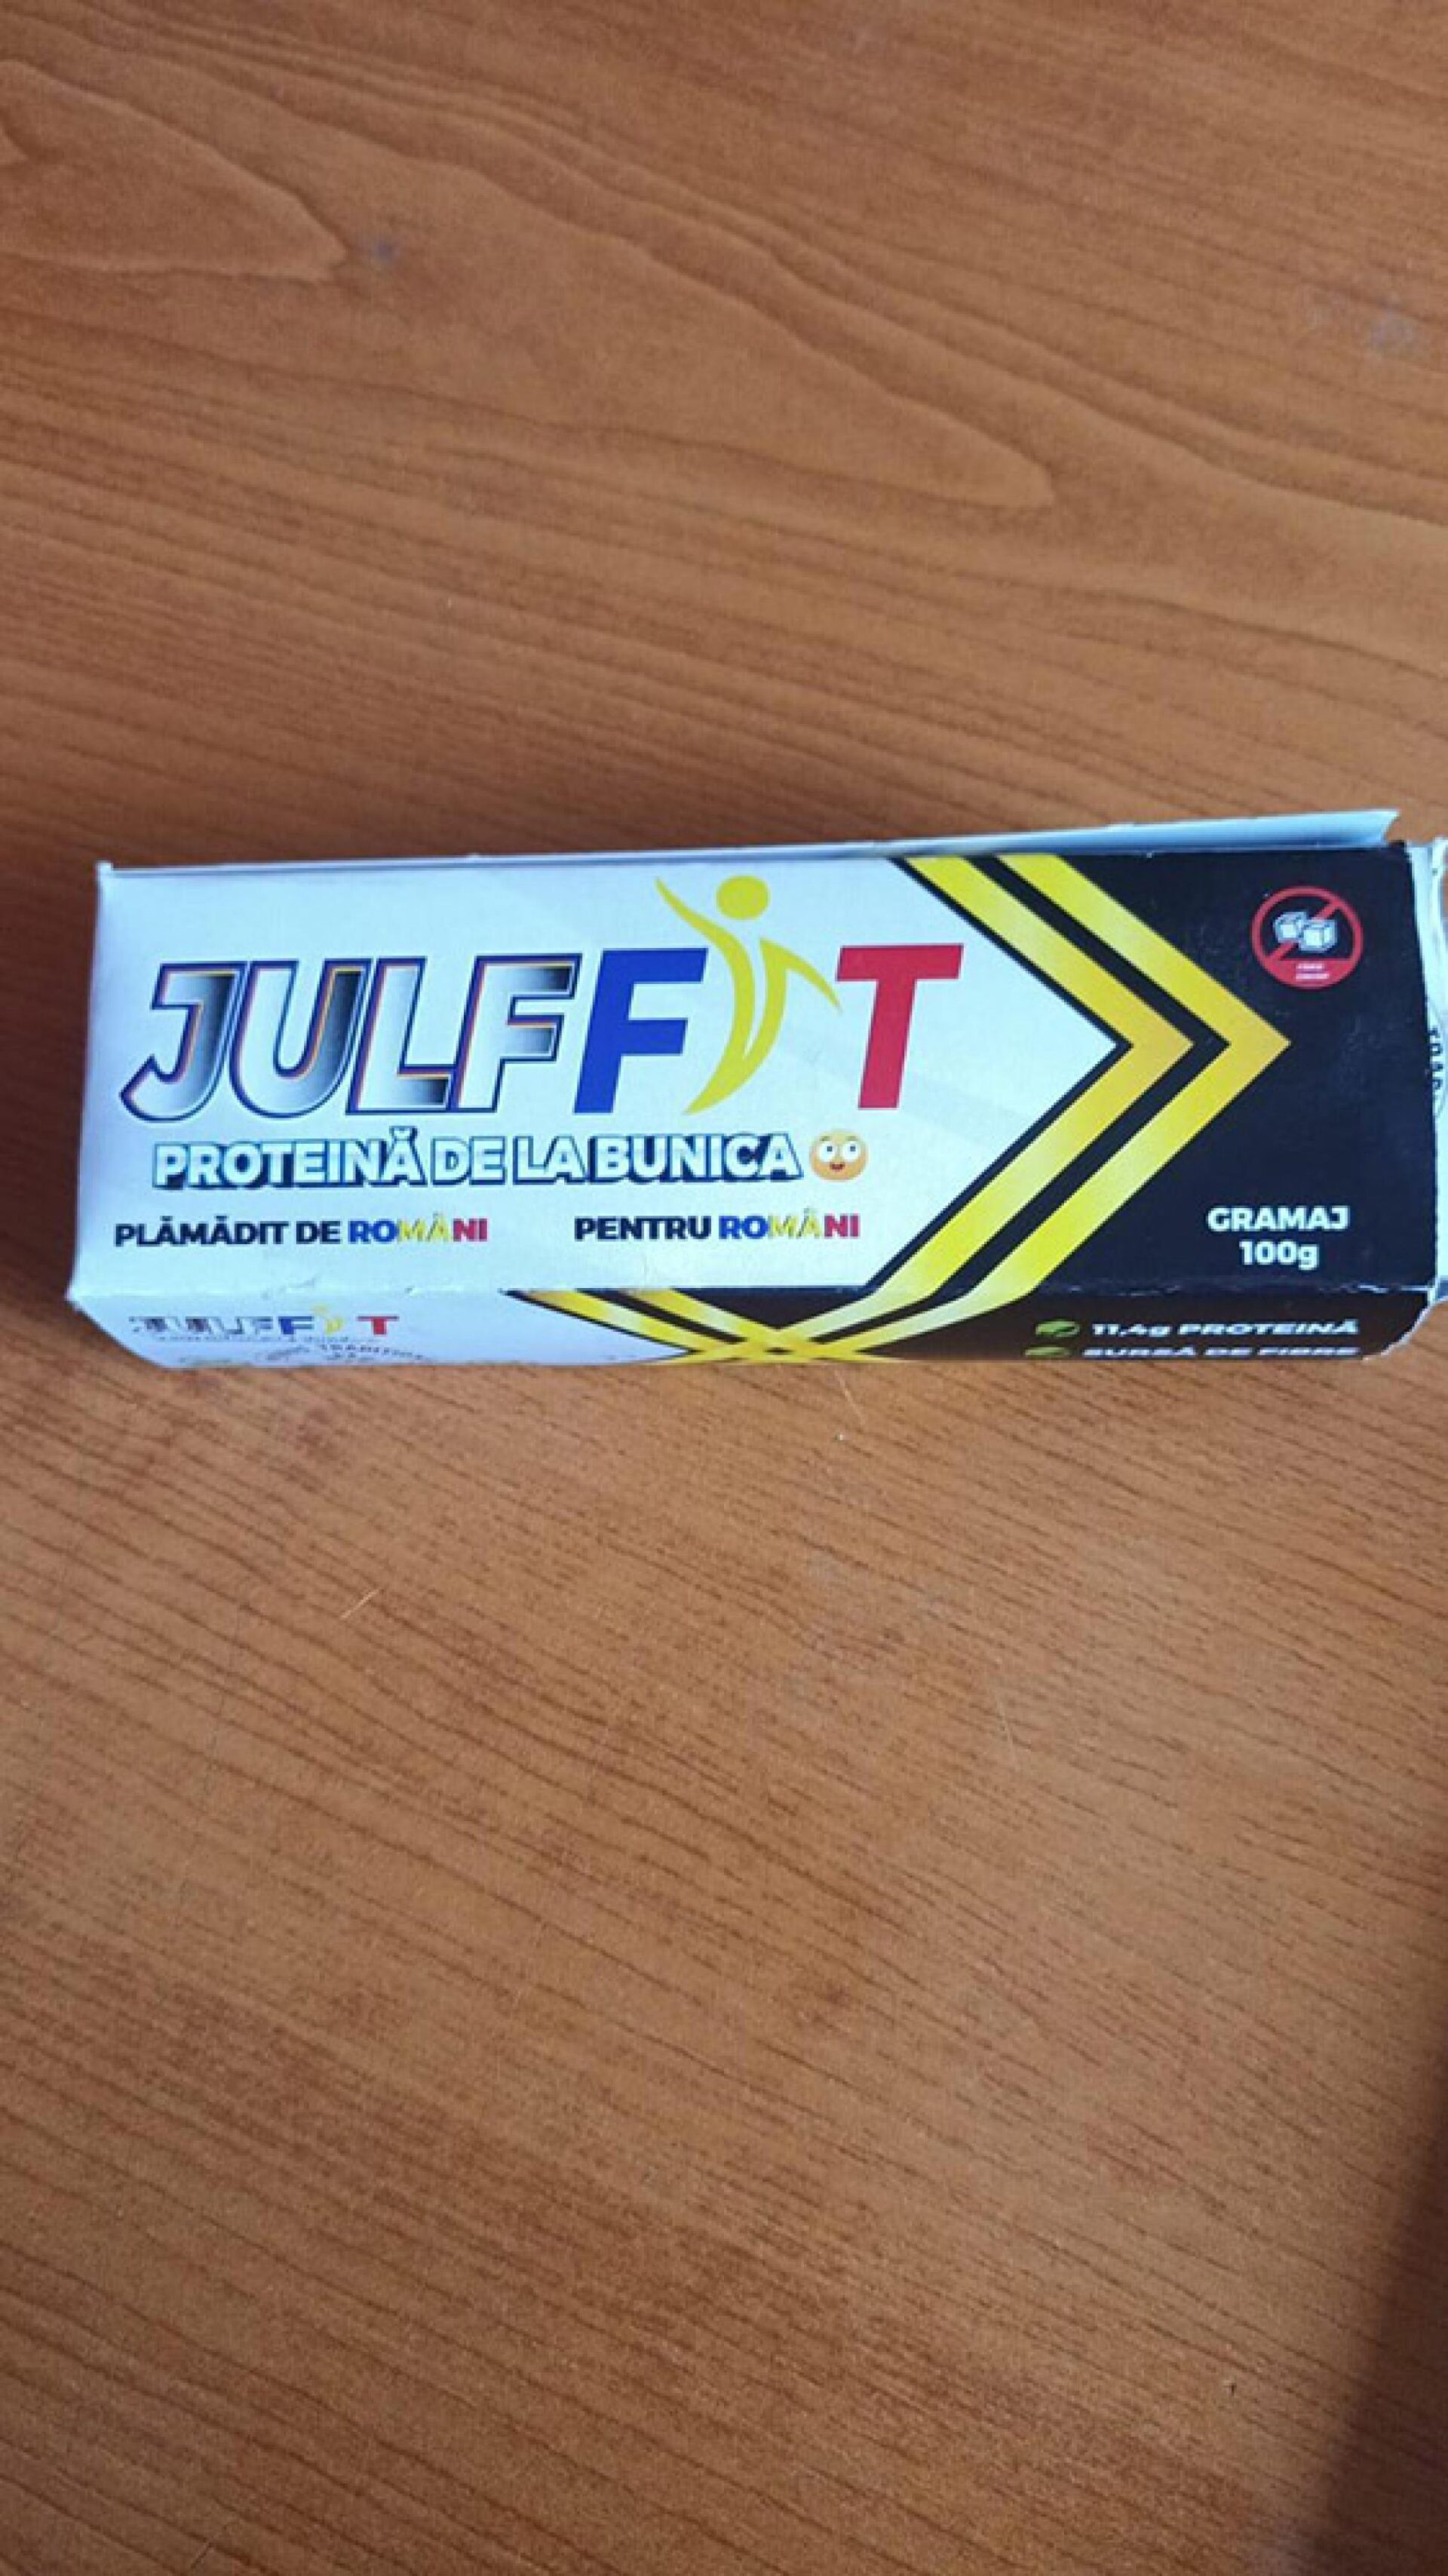 JULFFIT
PROTEINĂ DE LA BUNICA
PLĂMĂDIT DE ROMÂNI PENTRU ROMÂNI
GRAMAJ
100g
JULFFIT
TRADIȚIONAL
11,4g PROTEINĂ
SURSĂ DE FIBRE